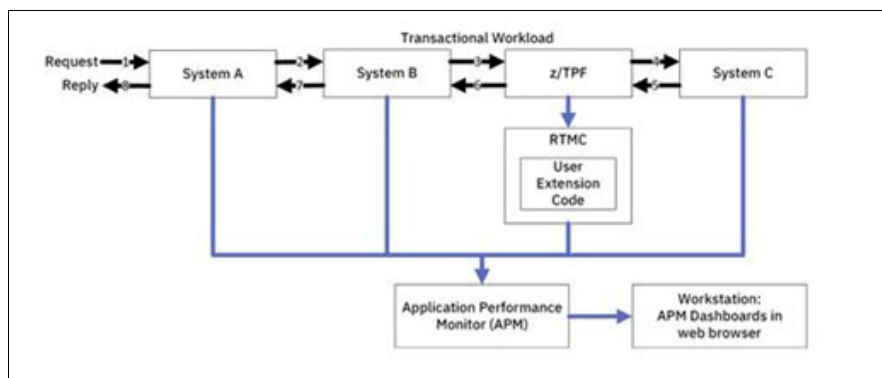 Transactional Workload
Request
1
2
3
4
System A
System B
z/TPF
System C
Reply
8
7
6
5
RTMC
User
Extension
Code
Application Performance
Monitor (APM)
Workstation:
APM Dashboards in
web browser